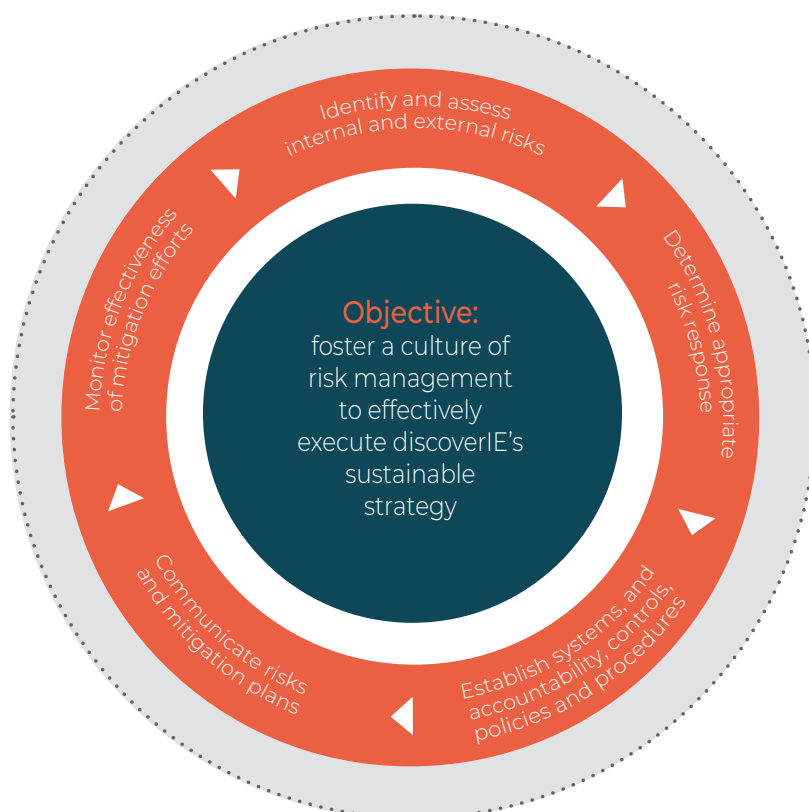 Identify and assess
internal and external risks
Determine appropriate
risk response
Establish systems, and
accountability, controls,
policies and procedures
Communicate risks
and mitigation plans
Monitor effectiveness
of mitigation efforts
Objective:
foster a culture of
risk management
to effectively
execute discoverIE’s
sustainable
strategy